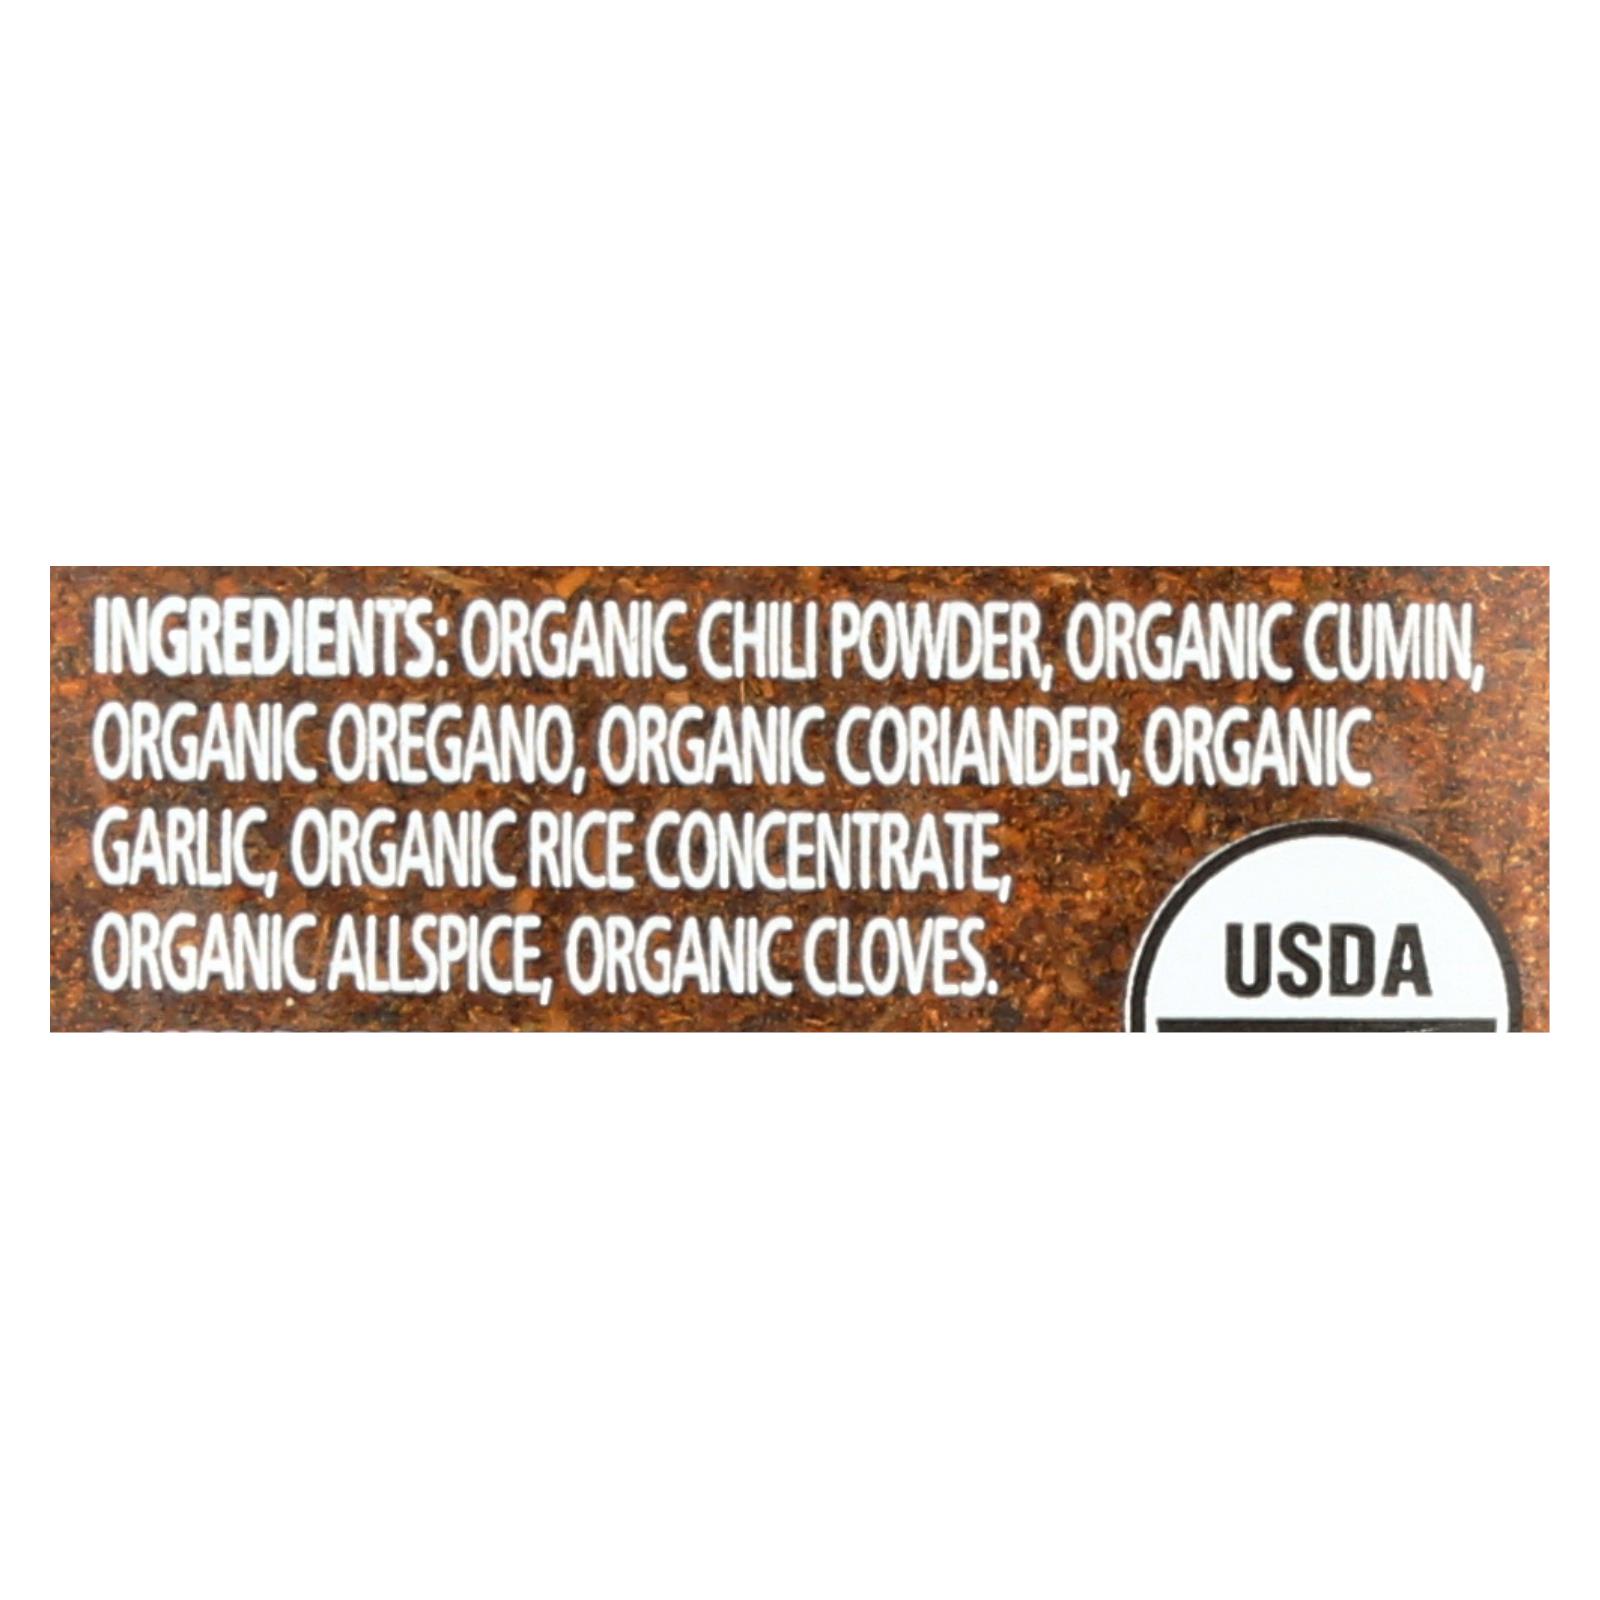 INGREDIENTS: ORGANIC CHILI POWDER, ORGANIC CUMIN,
ORGANIC OREGANO, ORGANIC CORIANDER, ORGANIC
GARLIC, ORGANIC RICE CONCENTRATE,
ORGANIC ALLSPICE, ORGANIC CLOVES.
USDA